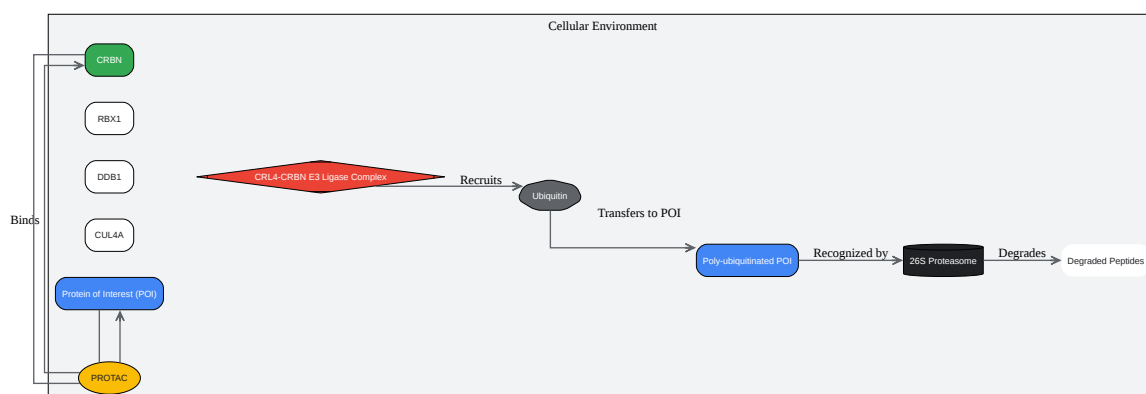 Cellular Environment
CRBN
RBX1
CRL4-CRBN E3 Ligase Complex
Recruits
DDB1
Ubiquitin
Binds
Transfers to POI
CUL4A
Poly-ubiquitinated POI
Recognized by
26S Proteasome
Degrades
Degraded Peptides
Protein of Interest (POI)
PROTAC